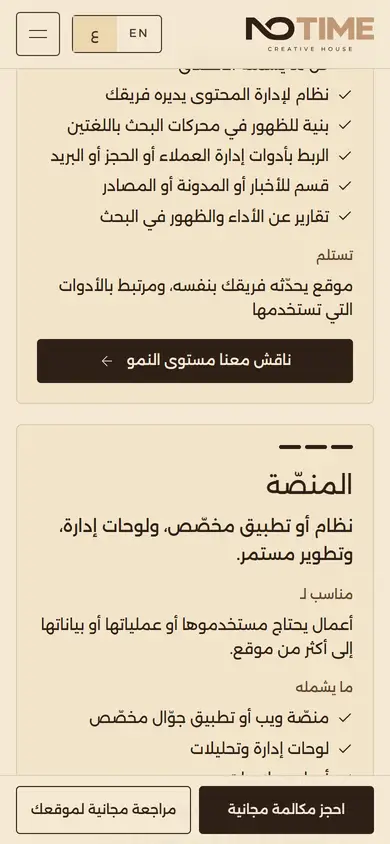 NOTIME
CREATIVE HOUSE
EN
ع
نظام لإدارة المحتوى يديره فريقك
بنية للظهور في محركات البحث باللغتين
الربط بأدوات إدارة العملاء أو الحجز أو البريد
قسم للأخبار أو المدونة أو المصادر
تقارير عن الأداء والظهور في البحث
تستلم
موقع يحدّثه فريقك بنفسه، ومرتبط بالأدوات
التي تستخدمها
ناقش معنا مستوى النمو
المنصّة
نظام أو تطبيق مخصّص، ولوحات إدارة،
وتطوير مستمر.
مناسب لـ
أعمال يحتاج مستخدموها أو عملياتها أو بياناتها
إلى أكثر من موقع.
ما يشمله
منصّة ويب أو تطبيق جوّال مخصّص
لوحات إدارة وتحليلات
احجز مكالمة مجانية
مراجعة مجانية لموقعك